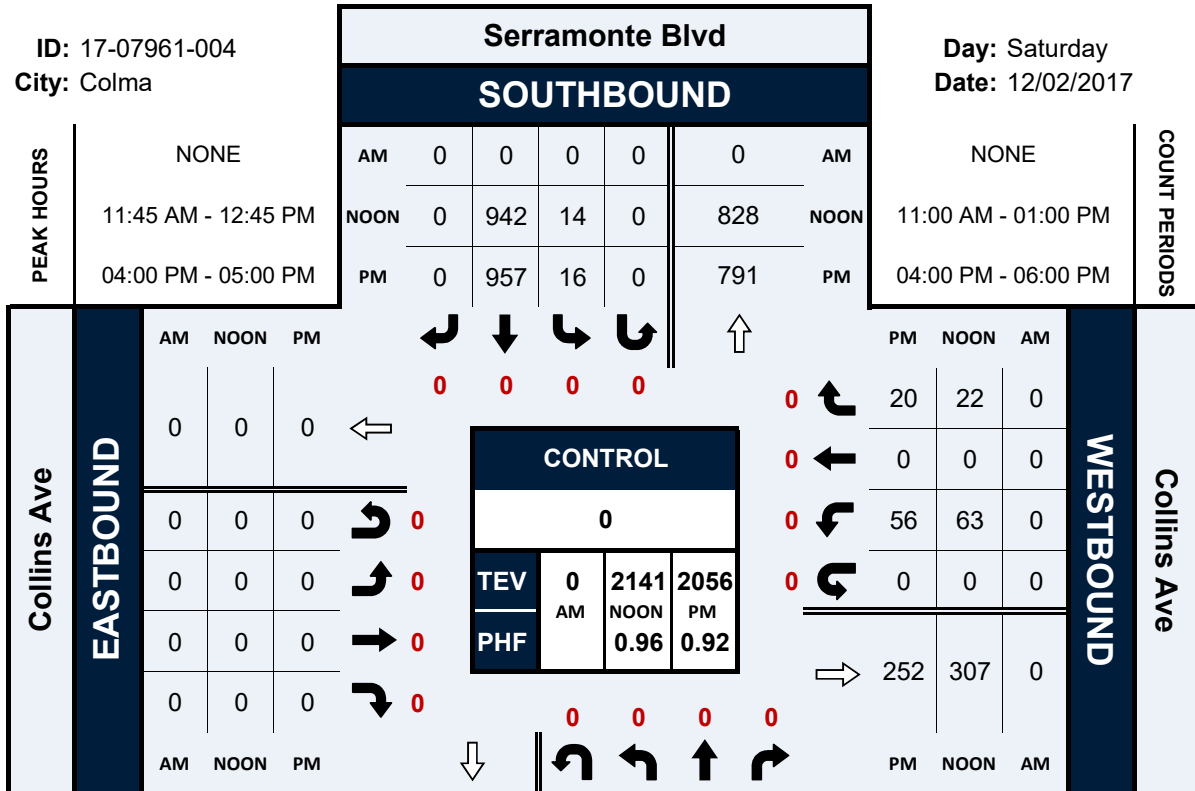 ID: 17-07961-004
City: Colma
Serramonte Blvd
SOUTHBOUND
Day: Saturday
Date: 12/02/2017
PEAK HOURS
NONE
11:45 AM - 12:45 PM
04:00 PM - 05:00 PM
AM 0 0 0 0 0 AM
NOON 0 942 14 0 828 NOON
PM 0 957 16 0 791 PM
NONE
11:00 AM - 01:00 PM
04:00 PM - 06:00 PM
COUNT PERIODS
0 0 0 0
Collins Ave
EASTBOUND
AM NOON PM
0 0 0
0 0 0 0
0 0 0 0
0 0 0 0
0 0 0 0
AM NOON PM
CONTROL
0
TEV 0 2141 2056
AM NOON PM
PHF 0.96 0.92
PM NOON AM
0 20 22 0
0 0 0 0
0 56 63 0
0 0 0 0
252 307 0
PM NOON AM
WESTBOUND
Collins Ave
0 0 0 0